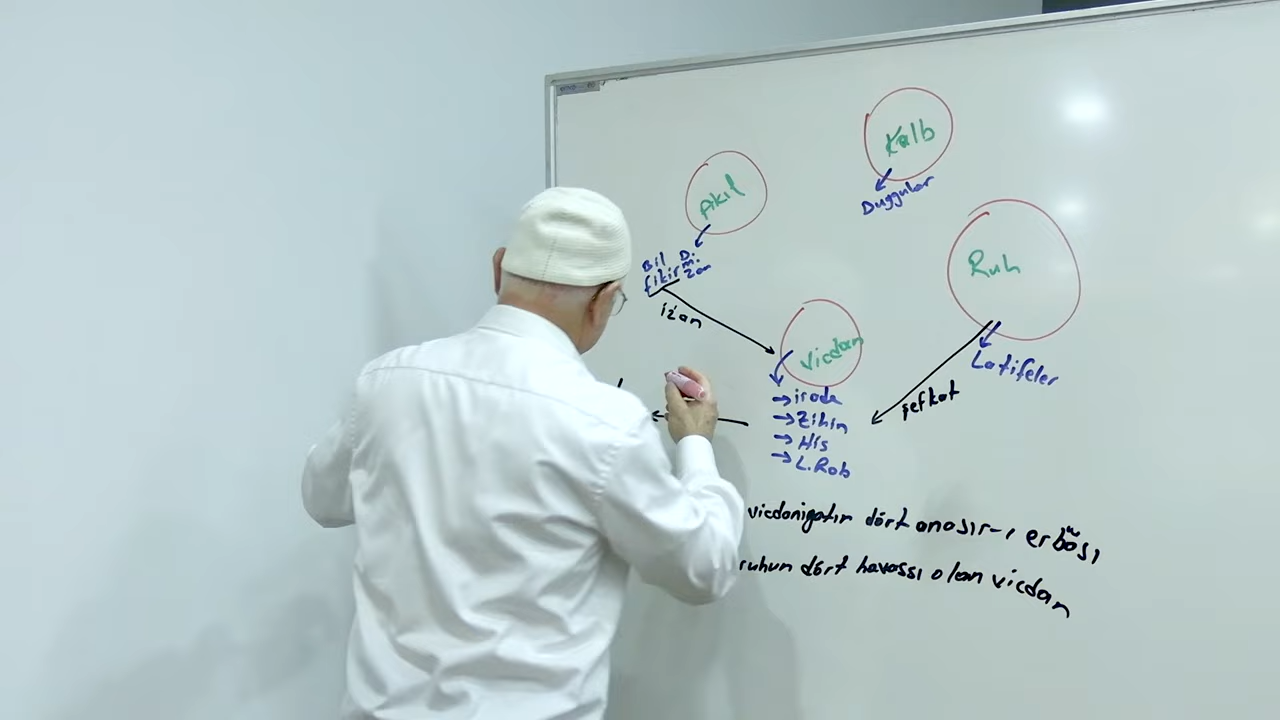 Kalb
Duygular
Akıl
Bil
fikir
D.
m.
zan
izan
Ruh
Latifeler
şefkat
Vicdan
→ irade
→ Zihin
→ His
→ L.Rab
vicdaniyatın dört anasır-ı erbaası
ruhun dört havassı olan vicdan